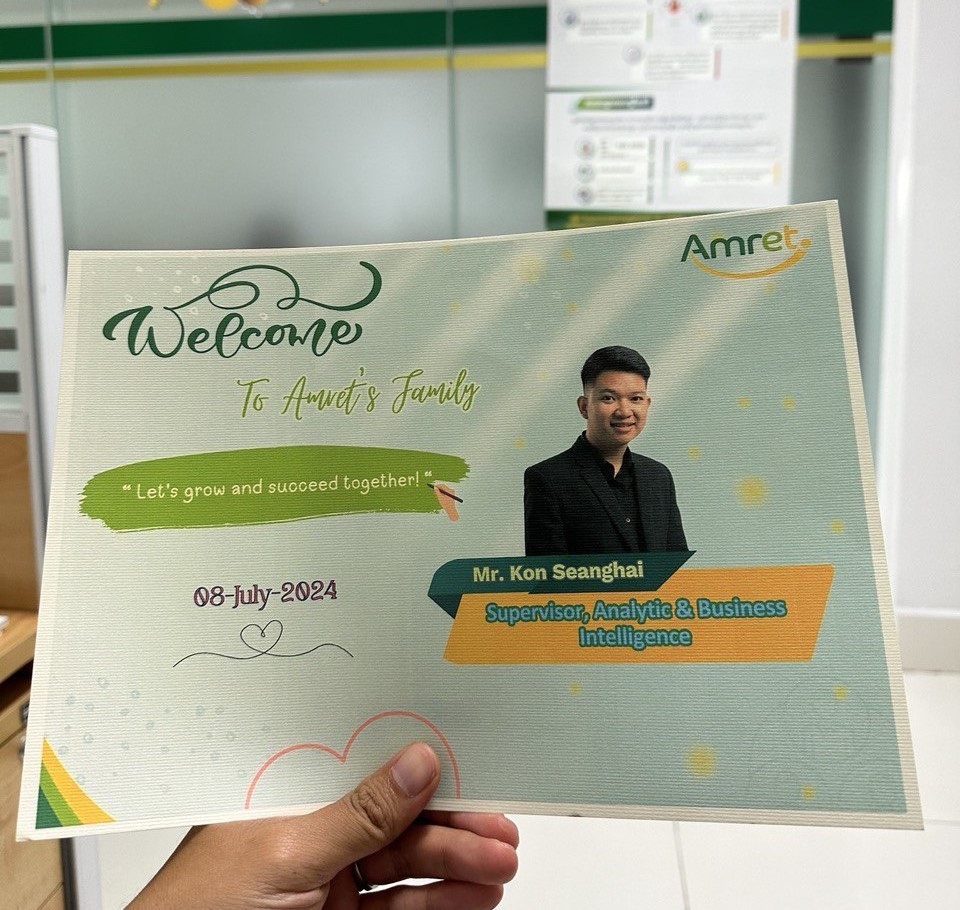 Amret
Welcome
To Amret's Family
“ Let's grow and succeed together! “
08-July-2024
Mr. Kon Seanghai
Supervisor, Analytic & Business
Intelligence